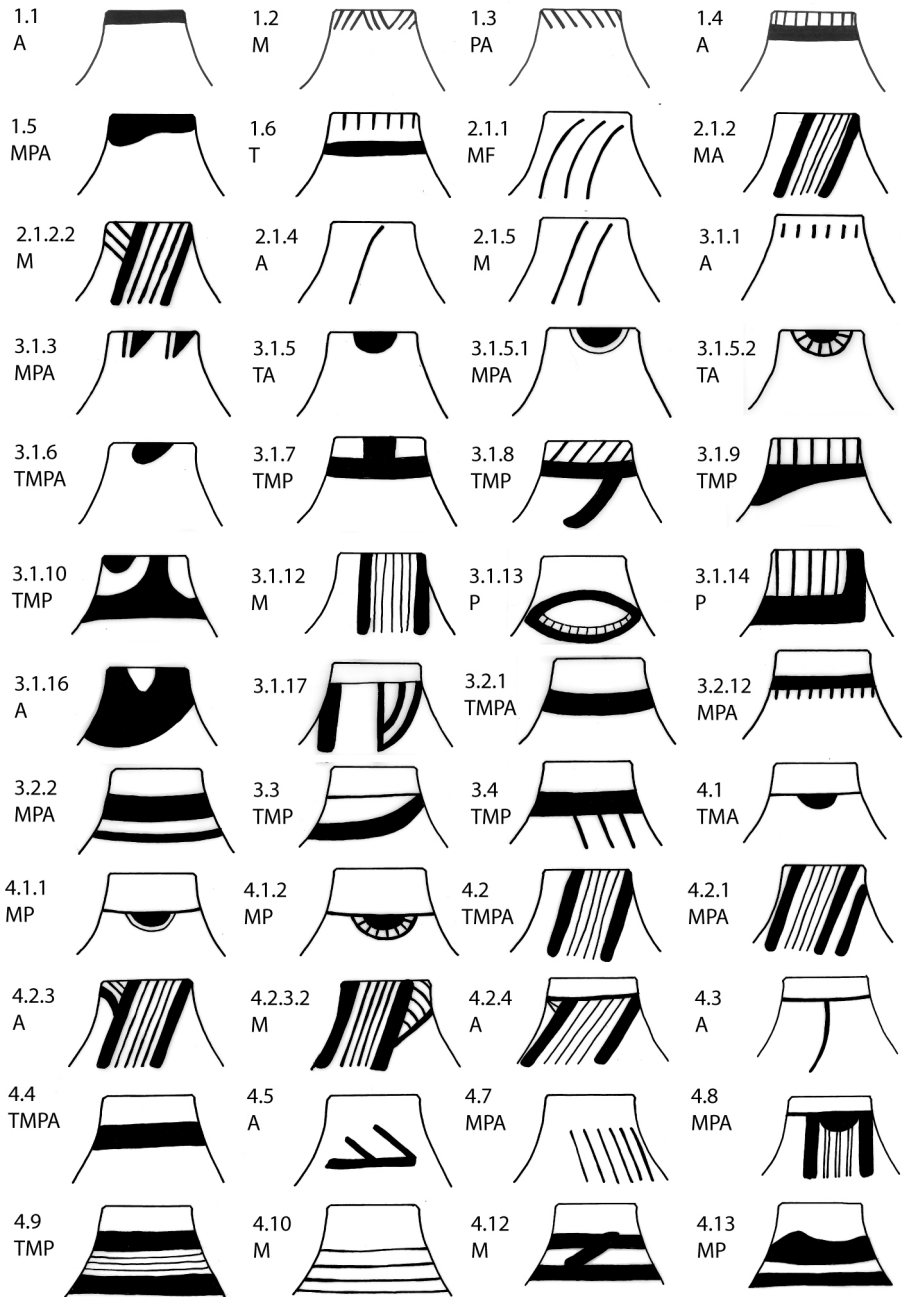 1.1
A
1.2
M
1.3
PA
1.4
A
1.5
MPA
1.6
T
2.1.1
MF
2.1.2
MA
2.1.2.2
M
2.1.4
A
2.1.5
M
3.1.1
A
3.1.3
MPA
3.1.5
TA
3.1.5.1
MPA
3.1.5.2
TA
3.1.6
TMPA
3.1.7
TMP
3.1.8
TMP
3.1.9
TMP
3.1.10
TMP
3.1.12
M
3.1.13
P
3.1.14
P
3.1.16
A
3.1.17
3.2.1
TMPA
3.2.12
MPA
3.2.2
MPA
3.3
TMP
3.4
TMP
4.1
TMA
4.1.1
MP
4.1.2
MP
4.2
TMPA
4.2.1
MPA
4.2.3
A
4.2.3.2
M
4.2.4
A
4.3
A
4.4
TMPA
4.5
A
4.7
MPA
4.8
MPA
4.9
TMP
4.10
M
4.12
M
4.13
MP